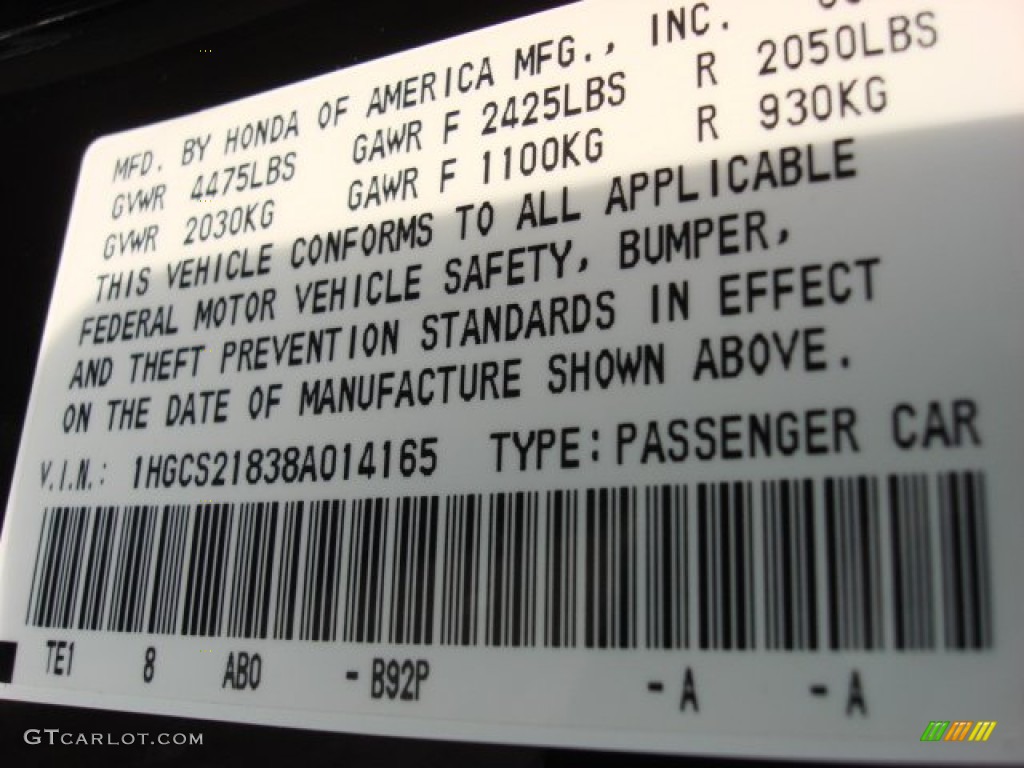 MFD. BY HONDA OF AMERICA MFG., INC.
GVWR 4475LBS GAWR F 2425LBS R 2050LBS
GVWR 2030KG GAWR F 1100KG R 930KG
THIS VEHICLE CONFORMS TO ALL APPLICABLE
FEDERAL MOTOR VEHICLE SAFETY, BUMPER,
AND THEFT PREVENTION STANDARDS IN EFFECT
ON THE DATE OF MANUFACTURE SHOWN ABOVE.
V.I.N.: 1HGCS21838A014165 TYPE: PASSENGER CAR
TE1 8 AB0 - B92P - A - A
GTCARLOT.COM